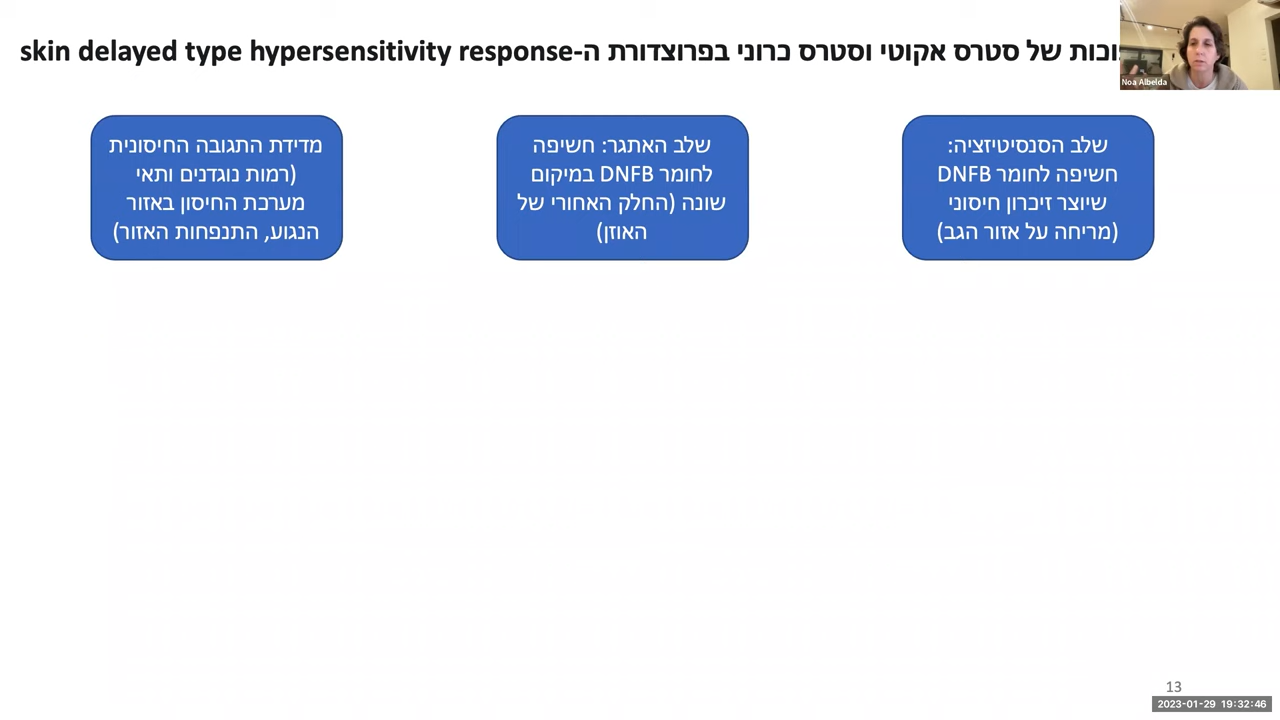 של סטרס אקוטי וסטרס כרוני בפרוצדורת ה-skin delayed type hypersensitivity response
Noa Albelda
שלב הסנסיטיזציה:
חשיפה לחומר DNFB
שיוצר זיכרון חיסוני
(מריחה על אזור הגב)
שלב האתגר: חשיפה
לחומר DNFB במיקום
שונה (החלק האחורי של
האוזן)
מדידת התגובה החיסונית
(רמות נוגדנים ותאי
מערכת החיסון באזור
הנגוע, התנפחות האזור)
13
2023-01-29 19:32:46